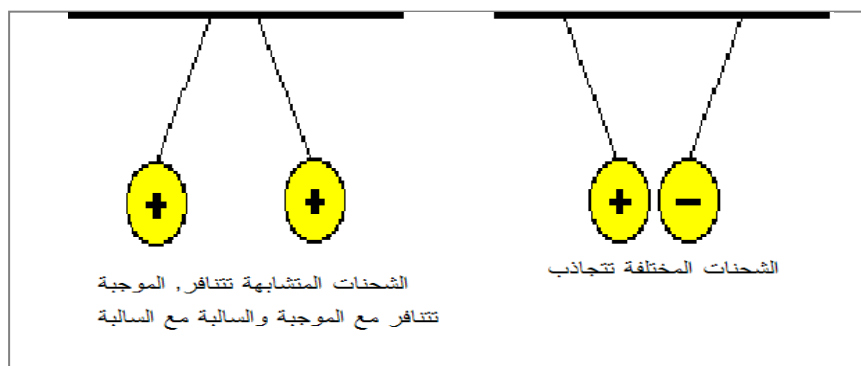 + +
+ −
الشحنات المختلفة تتجاذب
الشحنات المتشابهة تتنافر, الموجبة
تتنافر مع الموجبة والسالبة مع السالبة